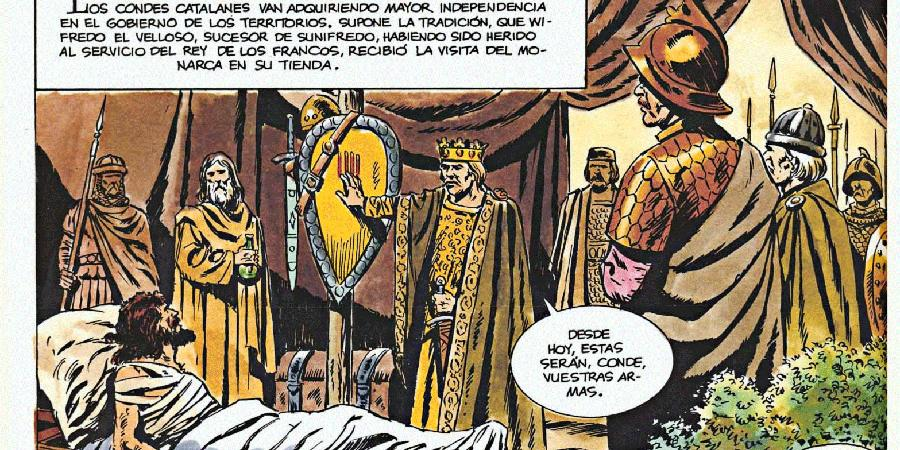 LOS CONDES CATALANES VAN ADQUIRIENDO MAYOR INDEPENDENCIA
EN EL GOBIERNO DE LOS TERRITORIOS. SUPONE LA TRADICIÓN, QUE WI-
FREDO EL VELLOSO, SUCESOR DE SUNIFREDO, HABIENDO SIDO HERIDO
AL SERVICIO DEL REY DE LOS FRANCOS, RECIBIÓ LA VISITA DEL MO-
NARCA EN SU TIENDA.
DESDE
HOY, ESTAS
SERÁN, CONDE,
VUESTRAS AR-
MAS.